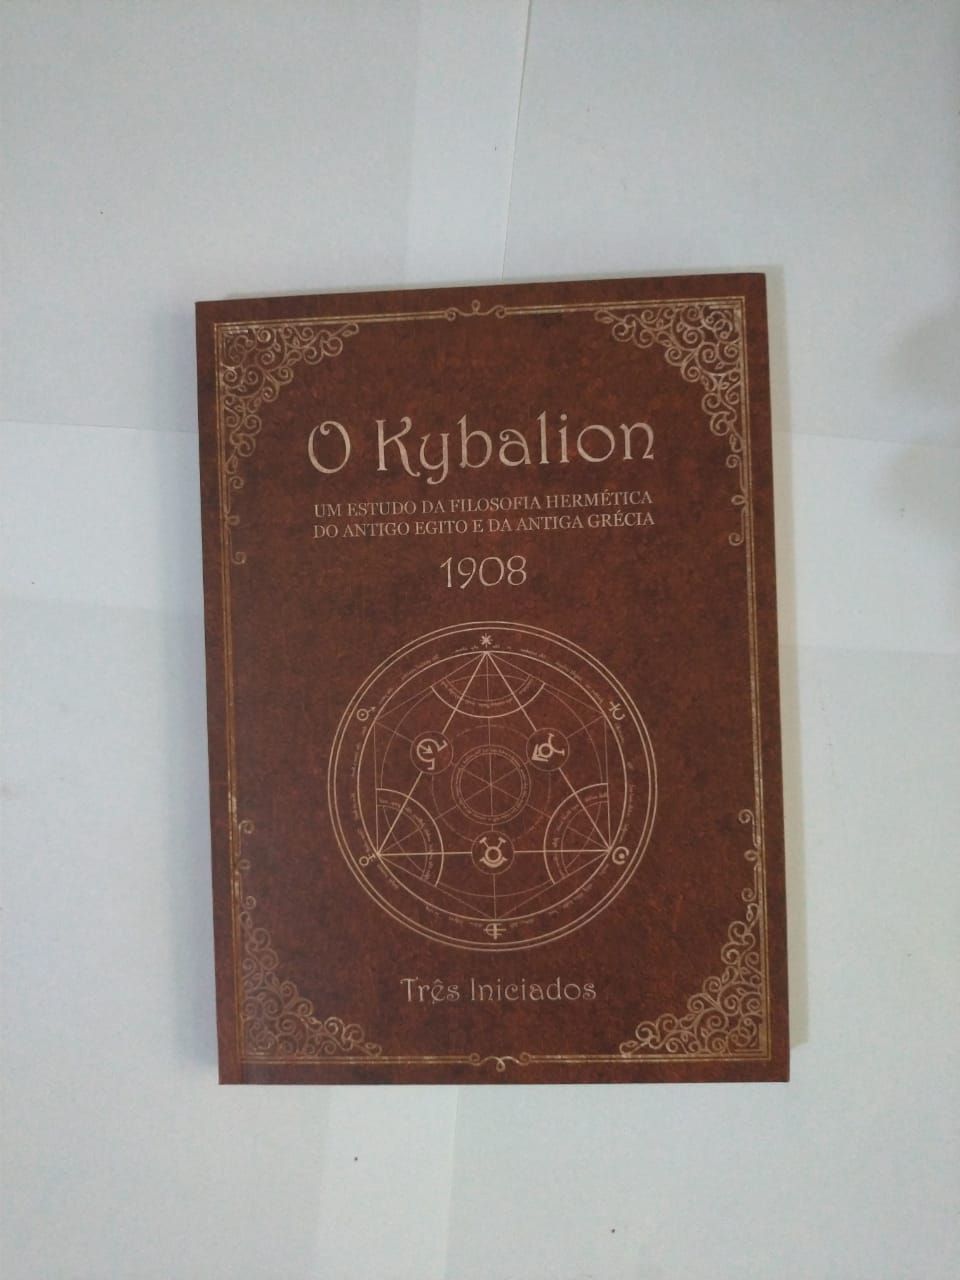 O Kybalion
UM ESTUDO DA FILOSOFIA HERMÉTICA
DO ANTIGO EGITO E DA ANTIGA GRÉCIA
1908
Três Iniciados